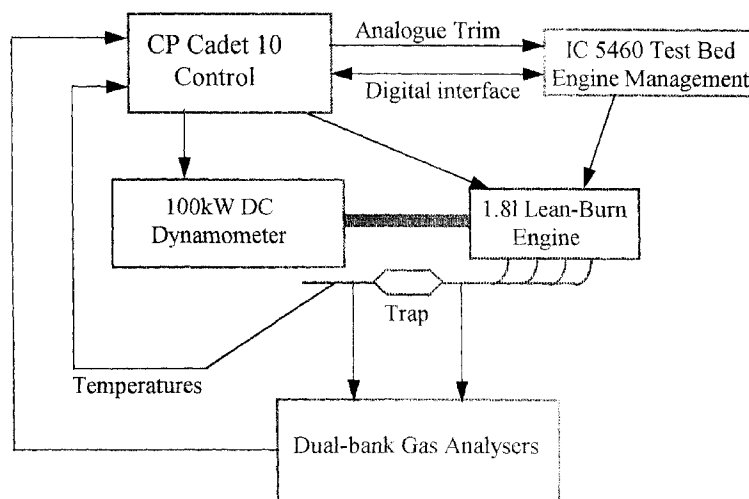 CP Cadet 10
Control
Analogue Trim
Digital interface
IC 5460 Test Bed
Engine Management
100kW DC
Dynamometer
1.8l Lean-Burn
Engine
Trap
Temperatures
Dual-bank Gas Analysers